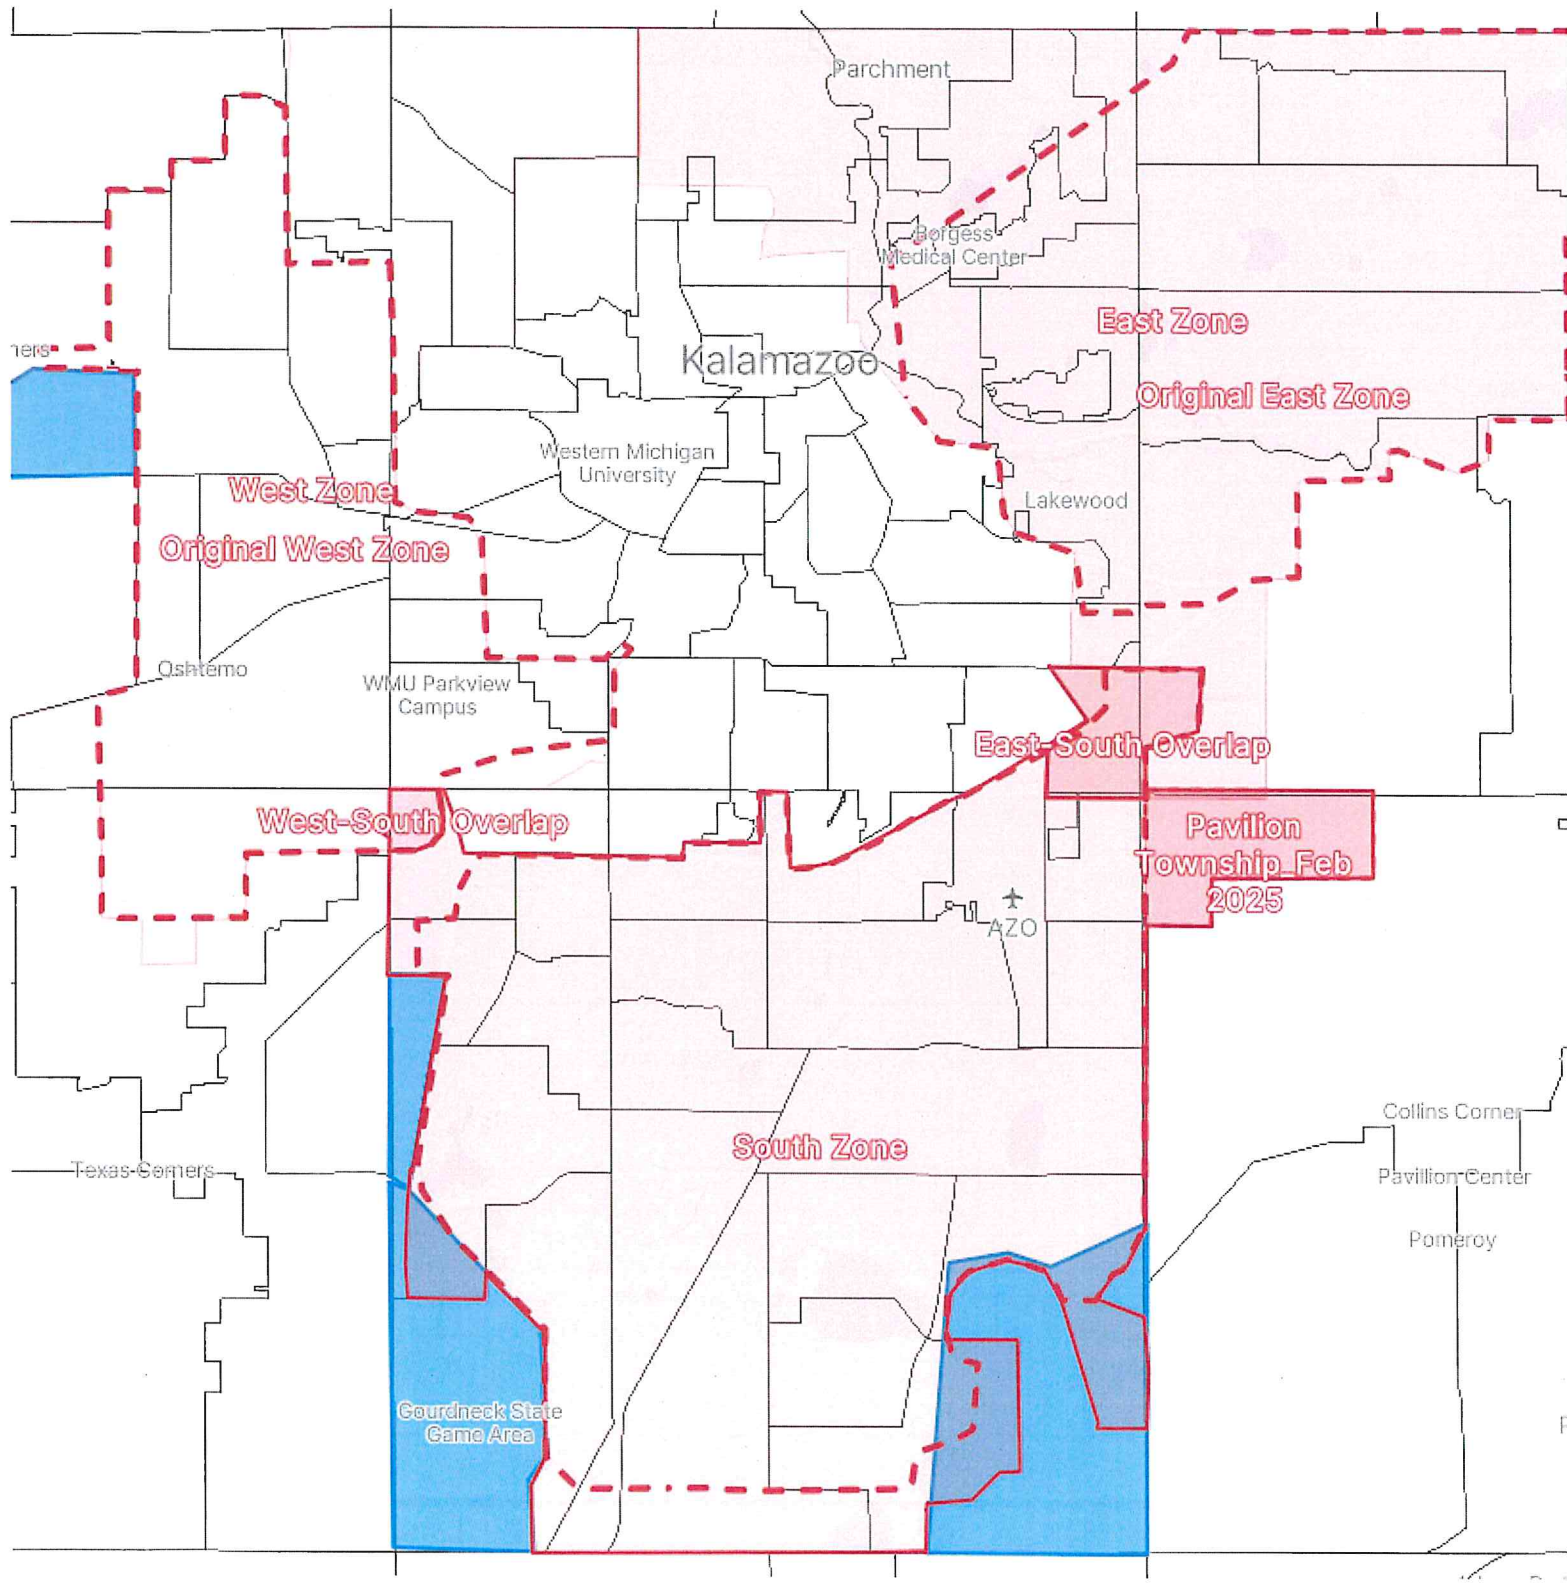 Parchment
Borgess
Medical Center
East Zone
ners
Kalamazoo
Original East Zone
Western Michigan
University
West Zone
Lakewood
Original West Zone
Oshtemo
WMU Parkview
Campus
East-South Overlap
West-South Overlap
Pavilion
Township_Feb
2025
AZO
Collins Corner
South Zone
Texas Corners
Pavillion Center
Pomeroy
Gourdneck State
Game Area